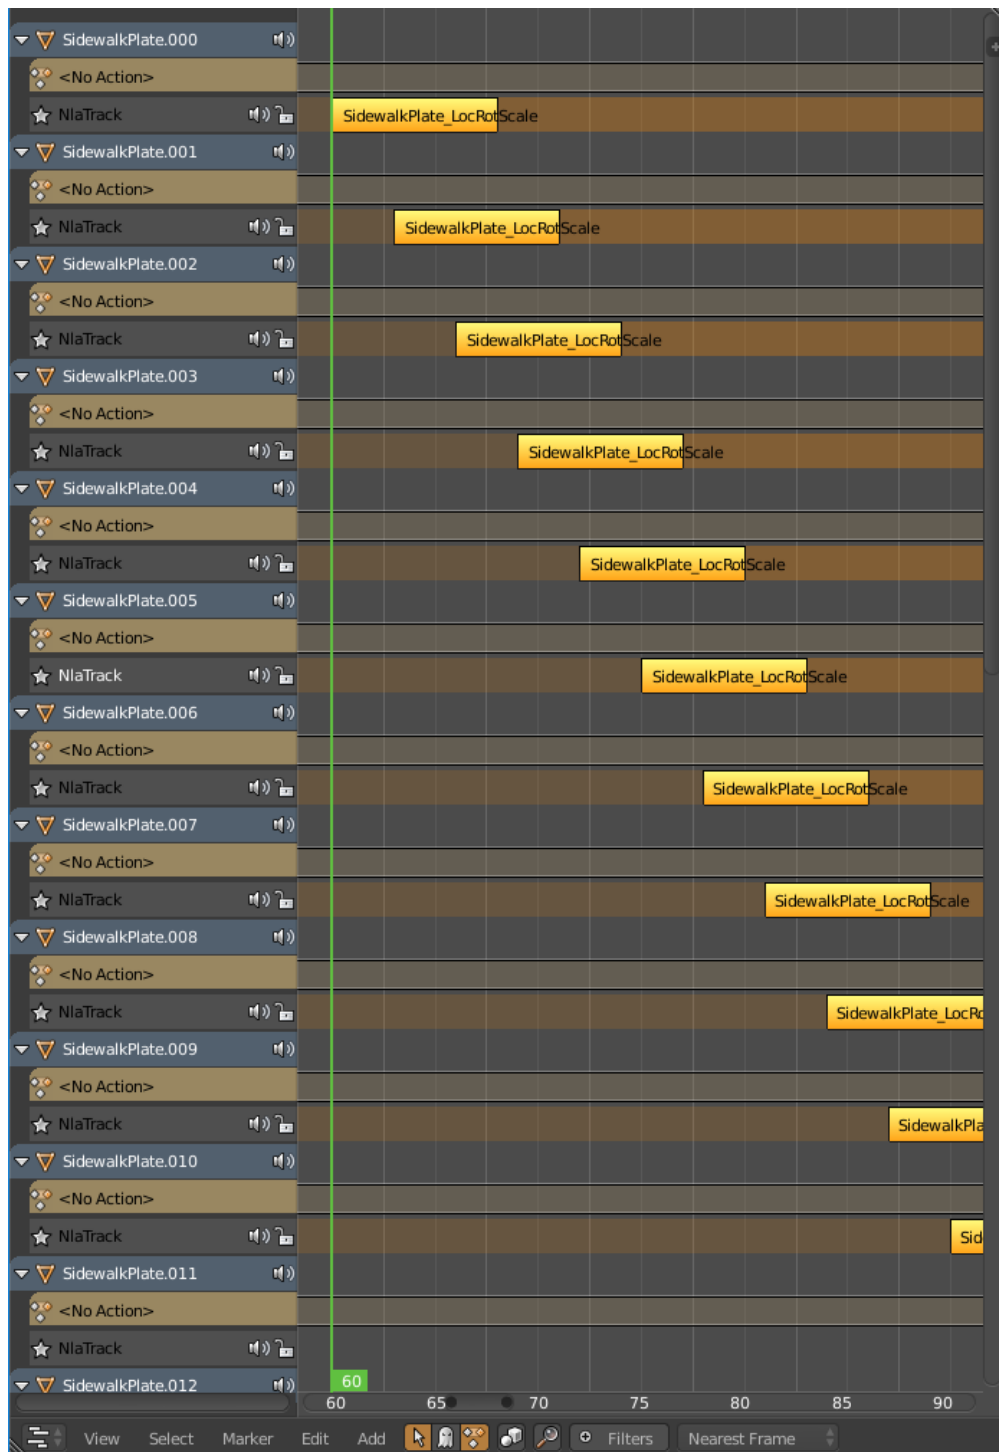 SidewalkPlate.000
<No Action>
NlaTrack SidewalkPlate_LocRotScale
SidewalkPlate.001
<No Action>
NlaTrack SidewalkPlate_LocRotScale
SidewalkPlate.002
<No Action>
NlaTrack SidewalkPlate_LocRotScale
SidewalkPlate.003
<No Action>
NlaTrack SidewalkPlate_LocRotScale
SidewalkPlate.004
<No Action>
NlaTrack SidewalkPlate_LocRotScale
SidewalkPlate.005
<No Action>
NlaTrack SidewalkPlate_LocRotScale
SidewalkPlate.006
<No Action>
NlaTrack SidewalkPlate_LocRotScale
SidewalkPlate.007
<No Action>
NlaTrack SidewalkPlate_LocRotScale
SidewalkPlate.008
<No Action>
NlaTrack SidewalkPlate_LocRo
SidewalkPlate.009
<No Action>
NlaTrack SidewalkPla
SidewalkPlate.010
<No Action>
NlaTrack Sid
SidewalkPlate.011
<No Action>
NlaTrack
60
SidewalkPlate.012
60 65 70 75 80 85 90
View Select Marker Edit Add Filters Nearest Frame